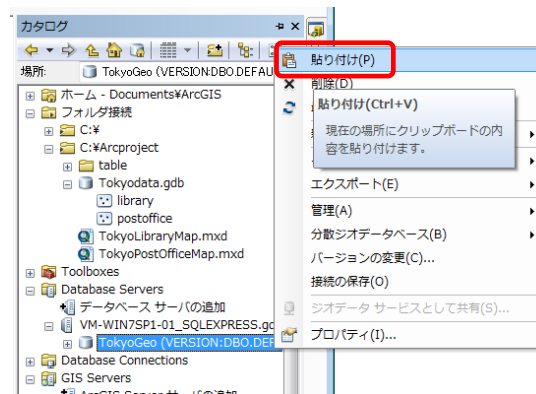 カタログ
場所:
TokyoGeo (VERSION:DBO.DEFAU
ホーム - Documents¥ArcGIS
フォルダ接続
C:¥
C:¥Arcproject
table
Tokyodata.gdb
library
postoffice
TokyoLibraryMap.mxd
TokyoPostOfficeMap.mxd
Toolboxes
Database Servers
データベース サーバの追加
VM-WIN7SP1-01_SQLEXPRESS.gd
TokyoGeo (VERSION:DBO.DEF
Database Connections
GIS Servers
貼り付け(P)
削除(D)
貼り付け(Ctrl+V)
現在の場所にクリップボードの内
容を貼り付けます。
エクスポート(E)
管理(A)
分散ジオデータベース(B)
バージョンの変更(C)...
接続の保存(O)
ジオデータ サービスとして共有(S)...
プロパティ(I)...